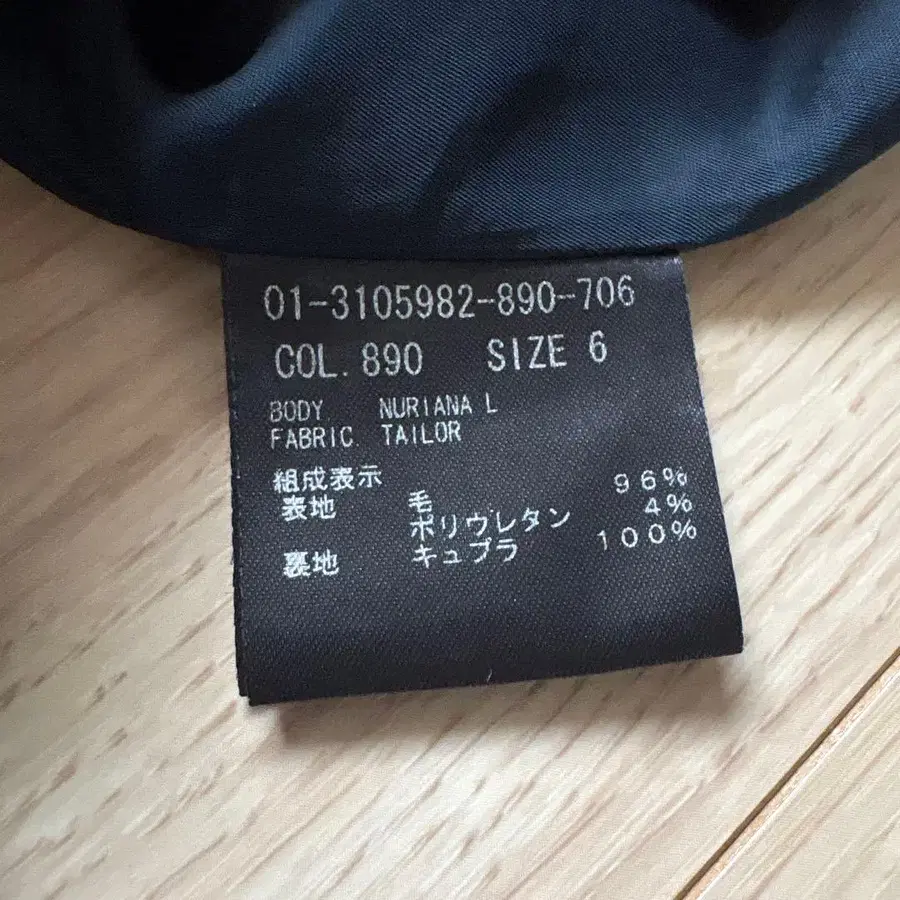 01-3105982-890-706
COL. 890 SIZE 6
BODY NURIANA L
FABRIC TAILOR
組成表示
表地 毛 96%
ポリウレタン 4%
裏地 キュプラ 100%